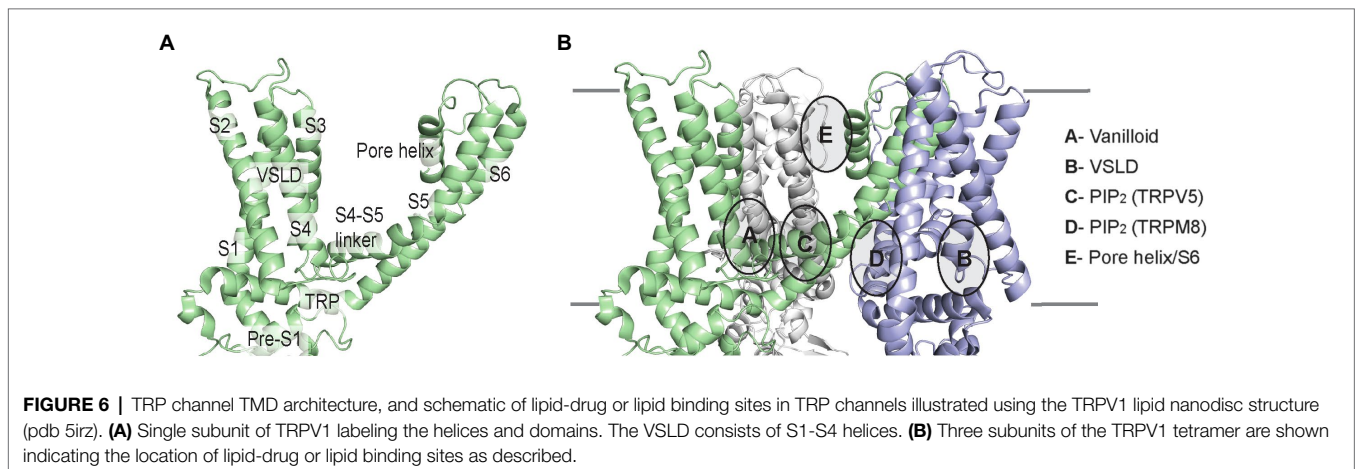 A
S2
S3
VSLD
S1
S4
S4-S5
linker
Pore helix
S5
S6
TRP
Pre-S1
B
E
A
C
D
B
A- Vanilloid
B- VSLD
C- PIP2 (TRPV5)
D- PIP2 (TRPM8)
E- Pore helix/S6
FIGURE 6 | TRP channel TMD architecture, and schematic of lipid-drug or lipid binding sites in TRP channels illustrated using the TRPV1 lipid nanodisc structure
(pdb 5irz). (A) Single subunit of TRPV1 labeling the helices and domains. The VSLD consists of S1-S4 helices. (B) Three subunits of the TRPV1 tetramer are shown
indicating the location of lipid-drug or lipid binding sites as described.